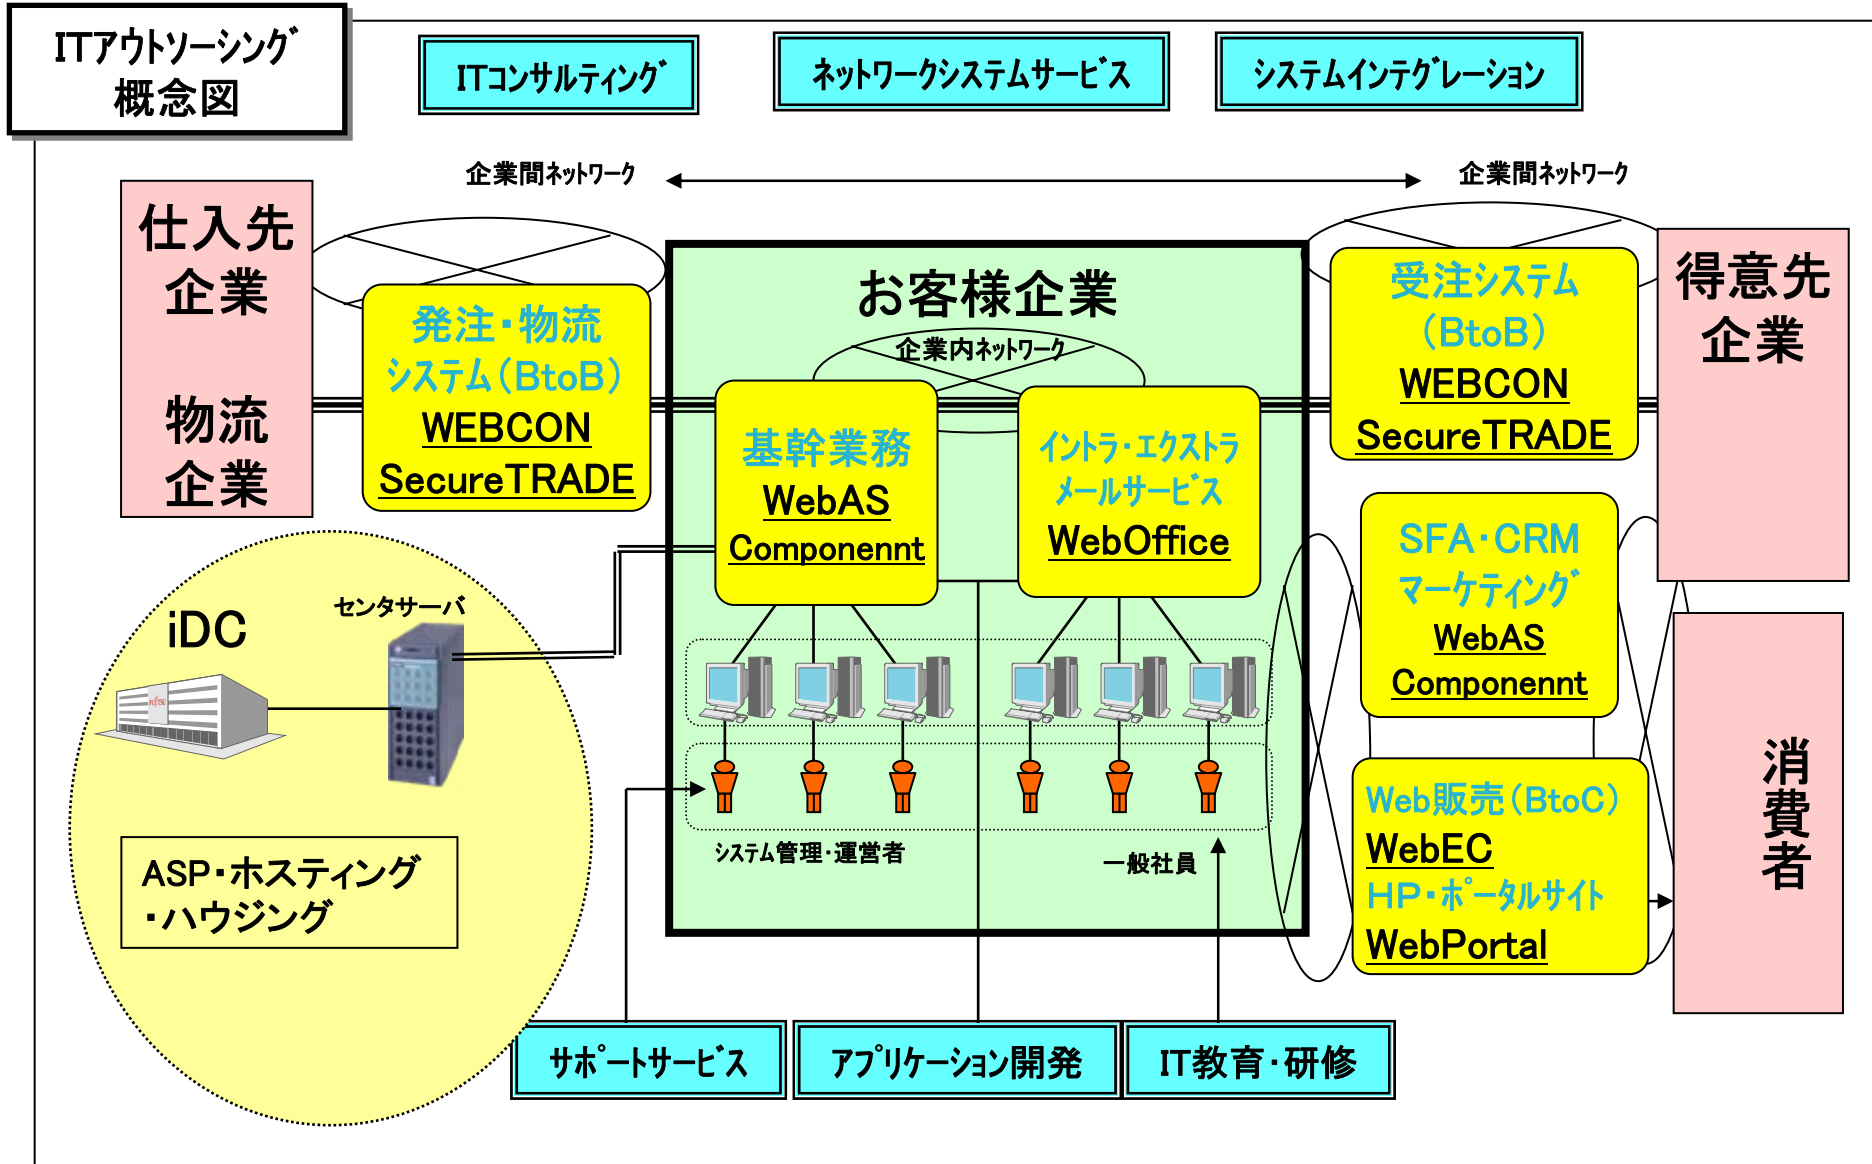 ITアウトソーシング
概念図
ITコンサルティング
ネットワークシステムサービス
システムインテグレーション
企業間ネットワーク
企業間ネットワーク
仕入先
企業
物流
企業
発注・物流
システム(BtoB)
WEBCON
SecureTRADE
お客様企業
企業内ネットワーク
基幹業務
WebAS
Componennt
イントラ・エクストラ
メールサービス
WebOffice
受注システム
(BtoB)
WEBCON
SecureTRADE
得意先
企業
SFA・CRM
マーケティング
WebAS
Componennt
Web販売(BtoC)
WebEC
HP・ポータルサイト
WebPortal
消費者
iDC
センタサーバ
FUJITSU
ASP・ホスティング
・ハウジング
システム管理・運営者
一般社員
サポートサービス
アプリケーション開発
IT教育・研修